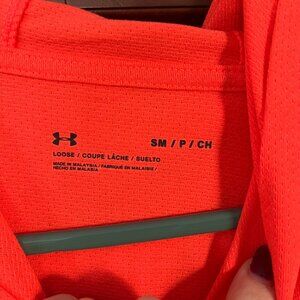 SM / P / CH
LOOSE / COUPE LÂCHE / SUELTO
MADE IN MALAYSIA / FABRIQUÉ EN MALAISIE /
HECHO EN MALASIA